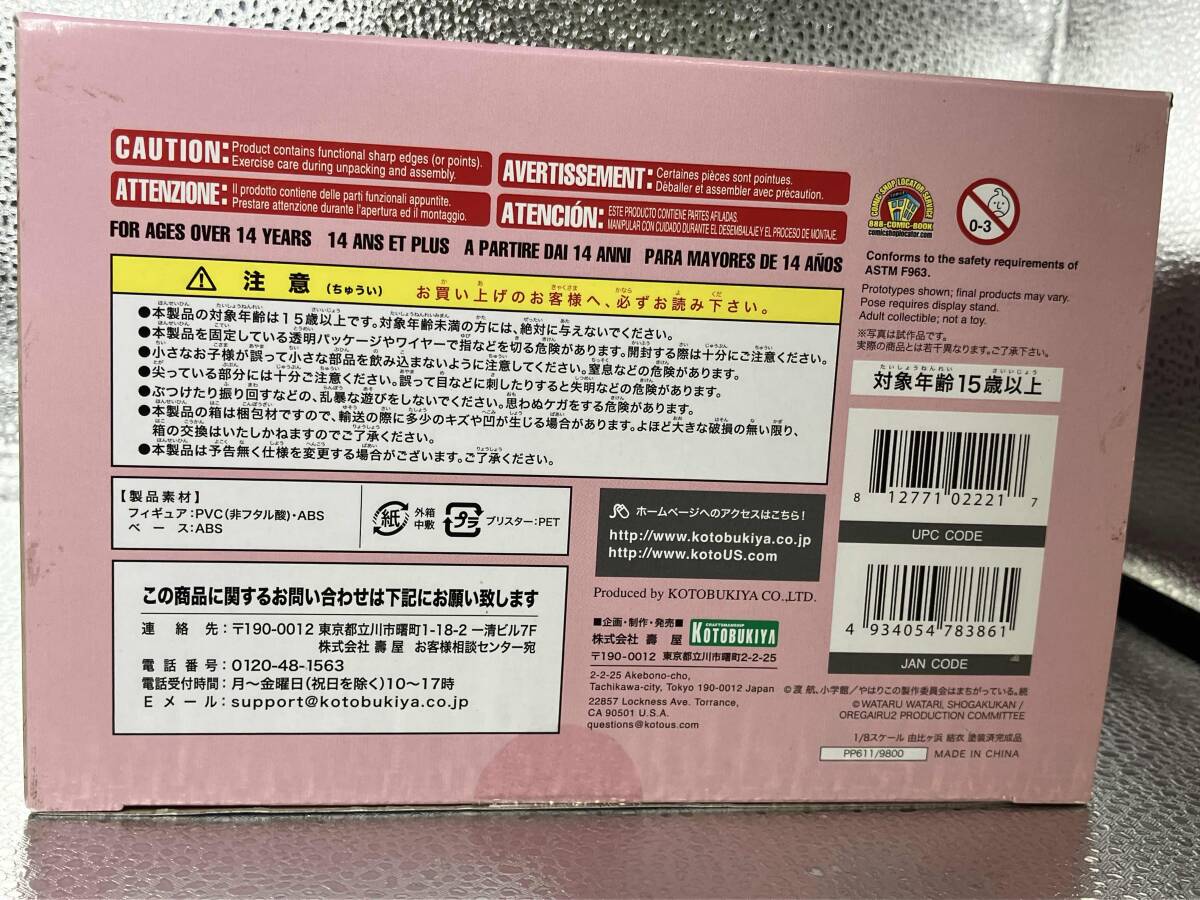 CAUTION: Product contains functional sharp edges (or points).
Exercise care during unpacking and assembly.
ATTENZIONE: Il prodotto contiene delle parti funzionali appuntite.
Prestare attenzione durante l'apertura ed il montaggio.
AVERTISSEMENT: Certaines pièces sont pointues.
Déballer et assembler avec précaution.
ATENCIÓN: ESTE PRODUCTO CONTIENE PARTES AFILADAS.
MANIPULAR CON CUIDADO DURANTE EL DESEMBALAJE Y EL PROCESO DE MONTAJE.
FOR AGES OVER 14 YEARS 14 ANS ET PLUS A PARTIRE DAI 14 ANNI PARA MAYORES DE 14 AÑOS
注意(ちゅうい) お買い上げのお客様へ、必ずお読み下さい。
●本製品の対象年齢は15歳以上です。対象年齢未満の方には、絶対に与えないでください。
●本製品を固定している透明パッケージやワイヤーで指などを切る危険があります。開封する際は十分にご注意ください。
●小さなお子様が誤って小さな部品を飲み込まないように注意してください。窒息などの危険があります。
●尖っている部分には十分ご注意ください。誤って目などに刺したりすると失明などの危険があります。
●ぶつけたり振り回すなどの、乱暴な遊びをしないでください。思わぬケガをする危険があります。
●本製品の箱は梱包材ですので、輸送の際に多少のキズや凹が生じる場合があります。よほど大きな破損の無い限り、
箱の交換はいたしかねますのでご了承ください。
●本製品は予告無く仕様を変更する場合がございます。ご了承ください。
【製品素材】
フィギュア:PVC(非フタル酸)・ABS
ベース:ABS
紙 外箱
中敷
プラ ブリスター:PET
この商品に関するお問い合わせは下記にお願い致します
連絡先:〒190-0012 東京都立川市曙町1-18-2 一清ビル7F
株式会社 壽屋 お客様相談センター宛
電話番号:0120-48-1563
電話受付時間:月～金曜日(祝日を除く)10～17時
Eメール:support@kotobukiya.co.jp
ホームページへのアクセスはこちら!
http://www.kotobukiya.co.jp
http://www.kotoUS.com
Produced by KOTOBUKIYA CO.,LTD.
■企画・制作・発売■
株式会社 壽屋
CRAFTSMANSHIP
KOTOBUKIYA
〒190-0012 東京都立川市曙町2-2-25
2-2-25 Akebono-cho,
Tachikawa-city, Tokyo 190-0012 Japan
22857 Lockness Ave. Torrance,
CA 90501 U.S.A.
questions@kotous.com
COMIC SHOP LOCATOR SERVICE
888-COMIC-BOOK
comicshoplocator.com
0-3
Conforms to the safety requirements of
ASTM F963.
Prototypes shown; final products may vary.
Pose requires display stand.
Adult collectible; not a toy.
※写真は試作品です。
実際の商品とは若干異なります。ご了承下さい。
たいしょうねんれい さいいじょう
対象年齢15歳以上
8 12771 02221 7
UPC CODE
4 934054 783861
JAN CODE
©渡 航、小学館/やはりこの製作委員会はまちがっている。続
©WATARU WATARI, SHOGAKUKAN/
OREGAIRU2 PRODUCTION COMMITTEE
1/8スケール 由比ヶ浜 結衣 塗装済完成品
PP611/9800 MADE IN CHINA